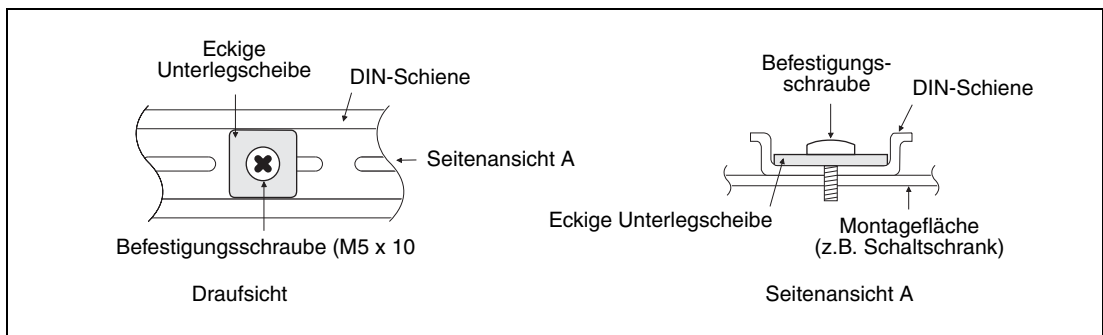 Eckige
Unterlegscheibe
DIN-Schiene
Seitenansicht A
Befestigungsschraube (M5 x 10
Draufsicht
Befestigungs-
schraube
DIN-Schiene
Eckige Unterlegscheibe
Montagefläche
(z.B. Schaltschrank)
Seitenansicht A